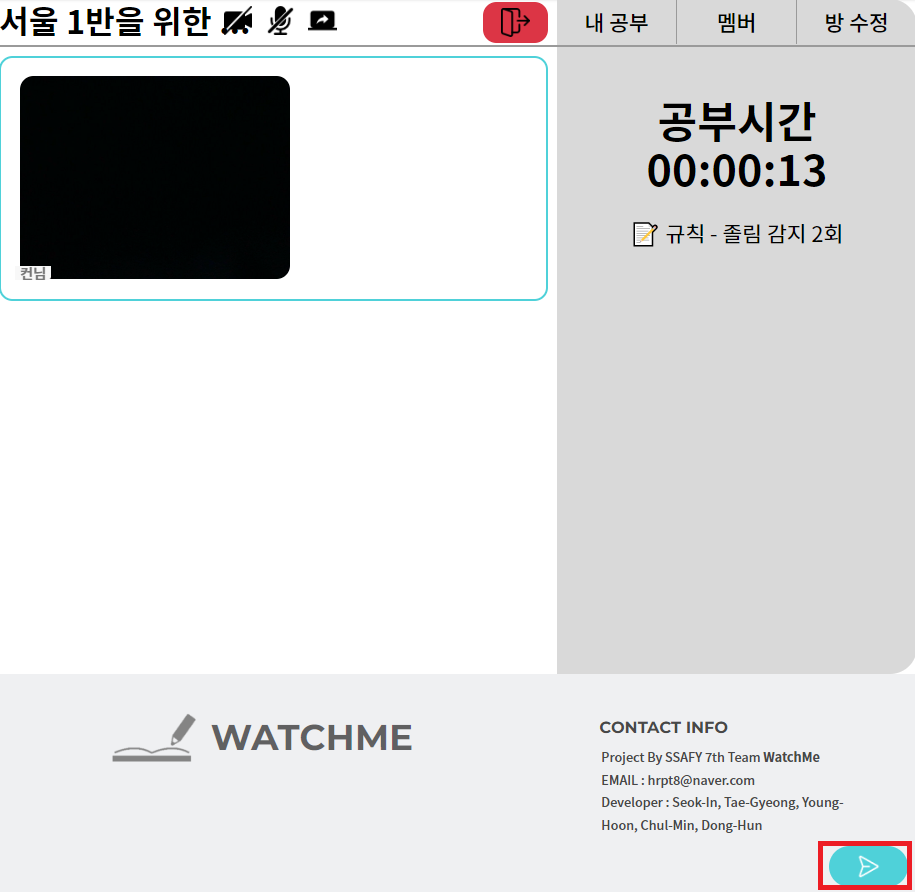 서울 1반을 위한
내 공부
멤버
방 수정
컨님
공부시간
00:00:13
규칙 - 졸림 감지 2회
WATCHME
CONTACT INFO
Project By SSAFY 7th Team WatchMe
EMAIL : hrpt8@naver.com
Developer : Seok-In, Tae-Gyeong, Young-
Hoon, Chul-Min, Dong-Hun